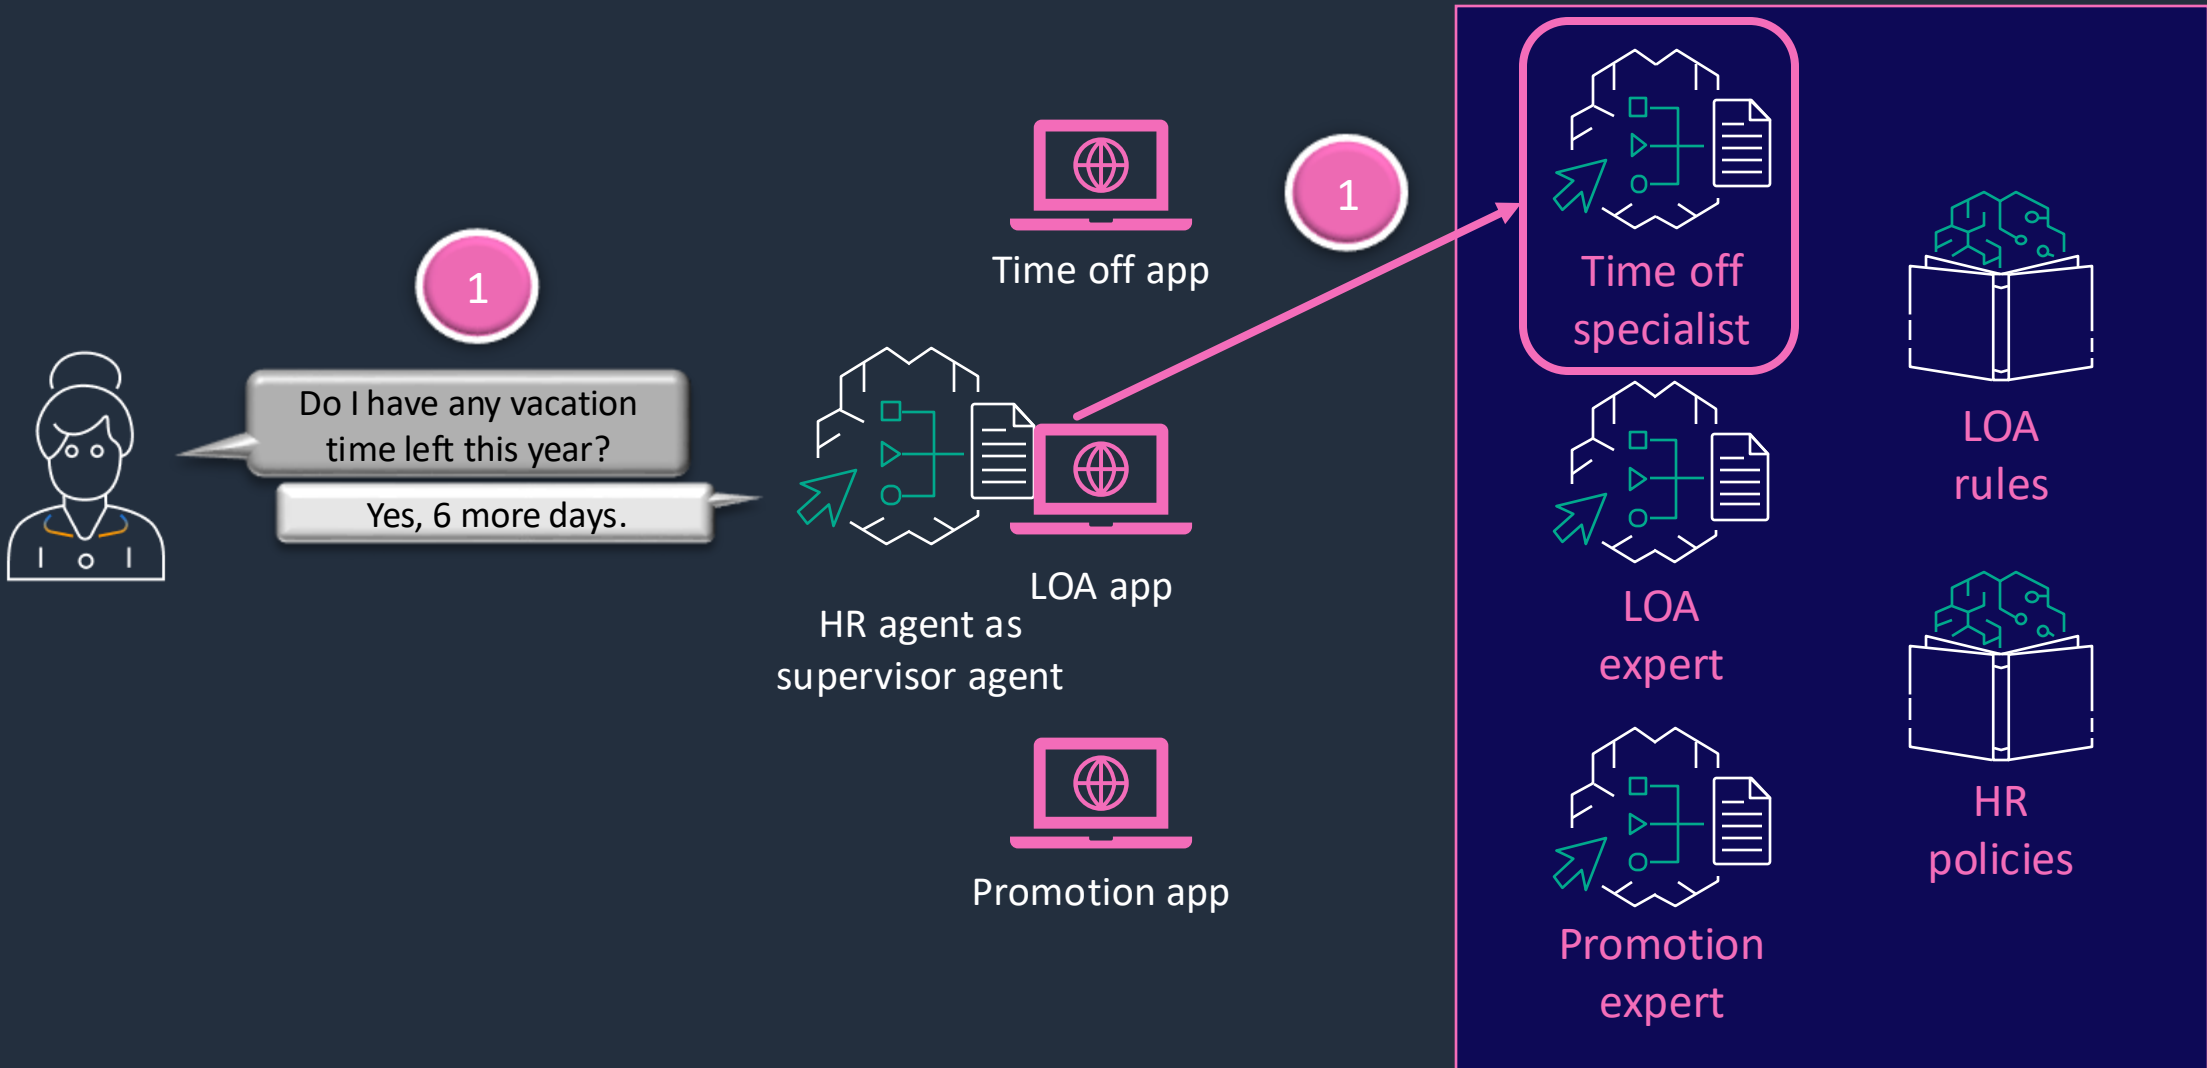 1
Do I have any vacation
time left this year?
Yes, 6 more days.
Time off app
1
LOA app
HR agent as
supervisor agent
Promotion app
Time off
specialist
LOA
expert
Promotion
expert
LOA
rules
HR
policies